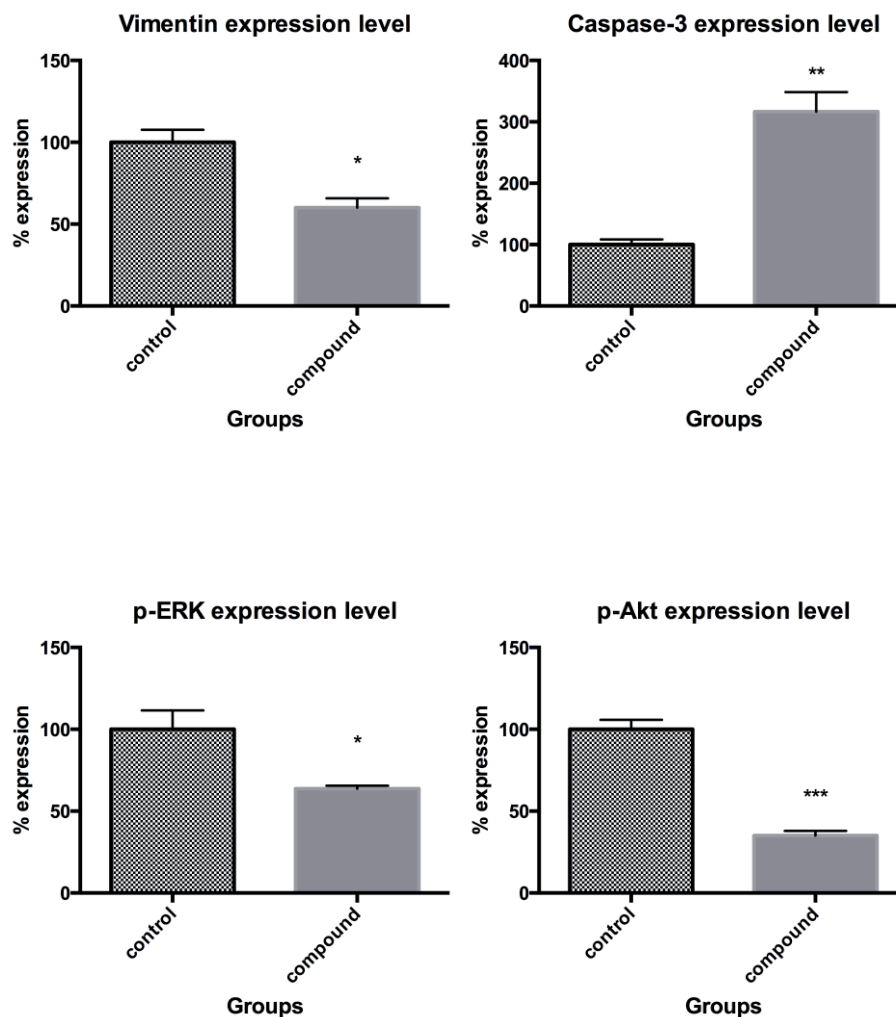 Vimentin expression level
% expression
150
100
50
0
*
control
compound
Groups
Caspase-3 expression level
% expression
400
300
200
100
0
**
control
compound
Groups
p-ERK expression level
% expression
150
100
50
0
*
control
compound
Groups
p-Akt expression level
% expression
150
100
50
0
***
control
compound
Groups